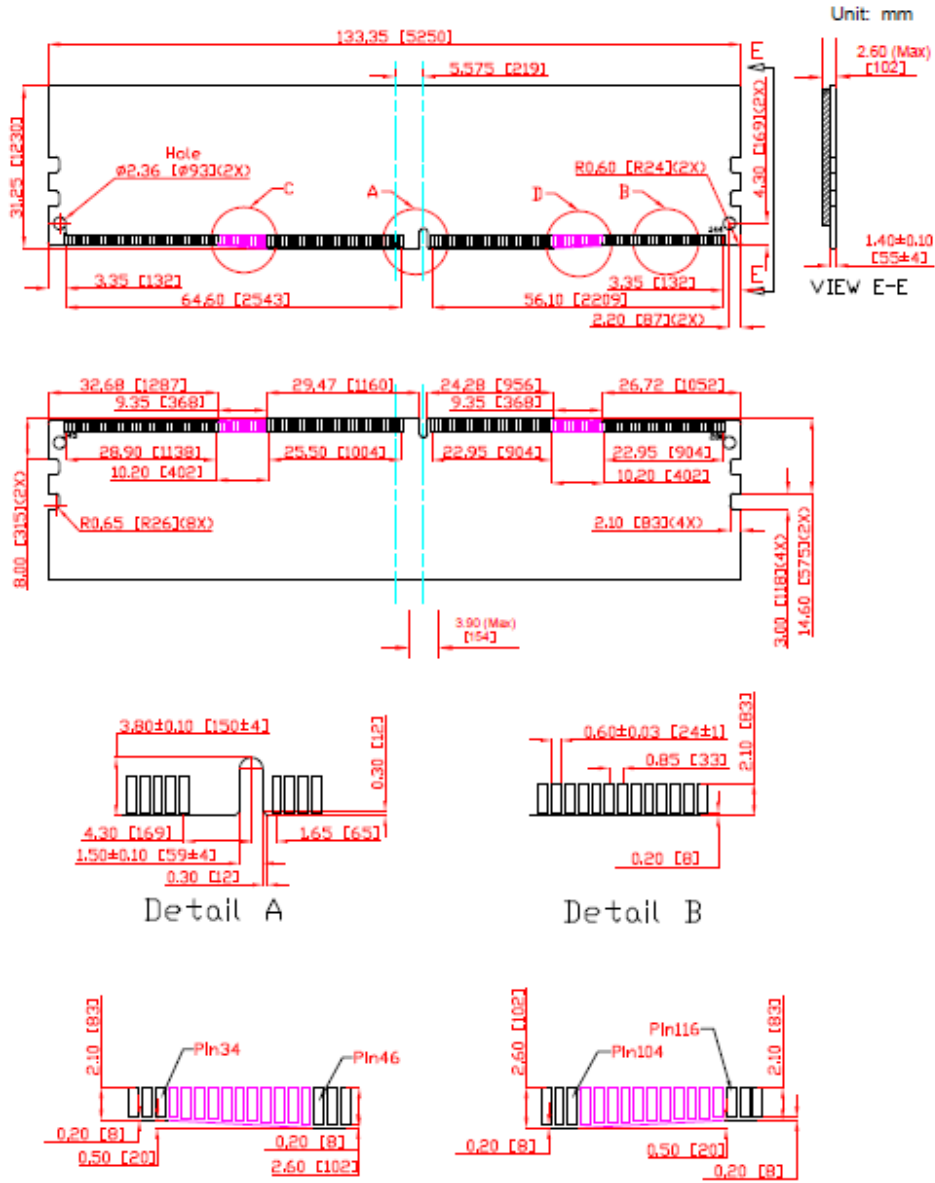 Unit: mm
133,35 [5250]
5,575 [219]
E
2.60 (Max)
[102]
31,25 [1230]
Hole
ø2,36 [ø93](2X)
C
A
D
B
R0,60 [R24](2X)
4,30 [169](2X)
3,35 [132]
64,60 [2543]
3,35 [132]
56,10 [2209]
2,20 [87](2X)
E
1,40±0,10
[55±4]
VIEW E-E
32,68 [1287]
29,47 [1160]
24,28 [956]
26,72 [1052]
9,35 [368]
9,35 [368]
28,90 [1138]
25,50 [1004]
22,95 [904]
22,95 [904]
10,20 [402]
10,20 [402]
R0,65 [R26](8X)
2,10 [83](4X)
8,00 [315](2X)
3,00 [118](4X)
14,60 [575](2X)
3.90 (Max)
[154]
3,80±0,10 [150±4]
0,30 [12]
4,30 [169]
1,65 [65]
1,50±0,10 [59±4]
0,30 [12]
Detail A
0,60±0,03 [24±1]
0,85 [33]
2,10 [83]
0,20 [8]
Detail B
2,10 [83]
Pin34
Pin46
0,20 [8]
0,50 [20]
0,20 [8]
2,60 [102]
2,60 [102]
Pin104
Pin116
2,10 [83]
0,20 [8]
0,50 [20]
0,20 [8]